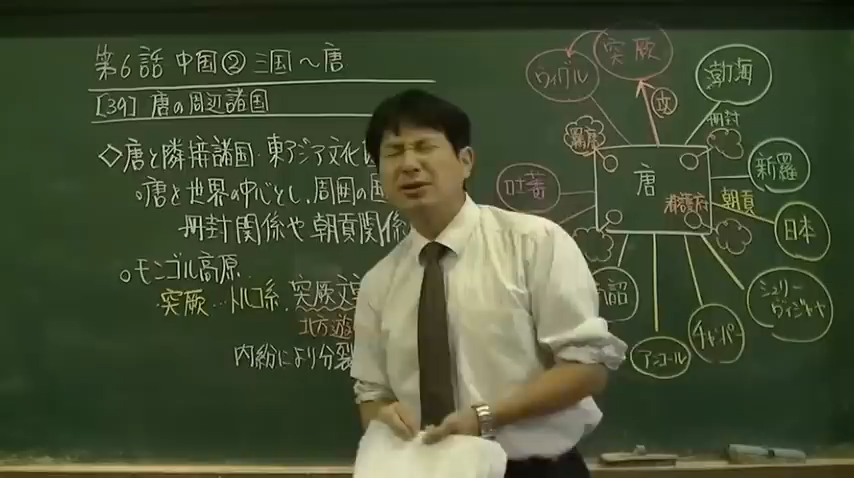 第6話 中国② 三国～唐
[39] 唐の周辺諸国
◇唐と隣接諸国・東アジア文化
。唐を世界の中心とし、周囲の国
冊封関係や朝貢関係
。モンゴル高原
突厥…トルコ系、突厥文
北方遊
内紛により分裂
突厥
ウイグル
渤海
攻
冊封
羈縻
唐
新羅
吐蕃
都護府
朝貢
日本
詔
シュリー
ヴィジャヤ
チャンパー
アンコール